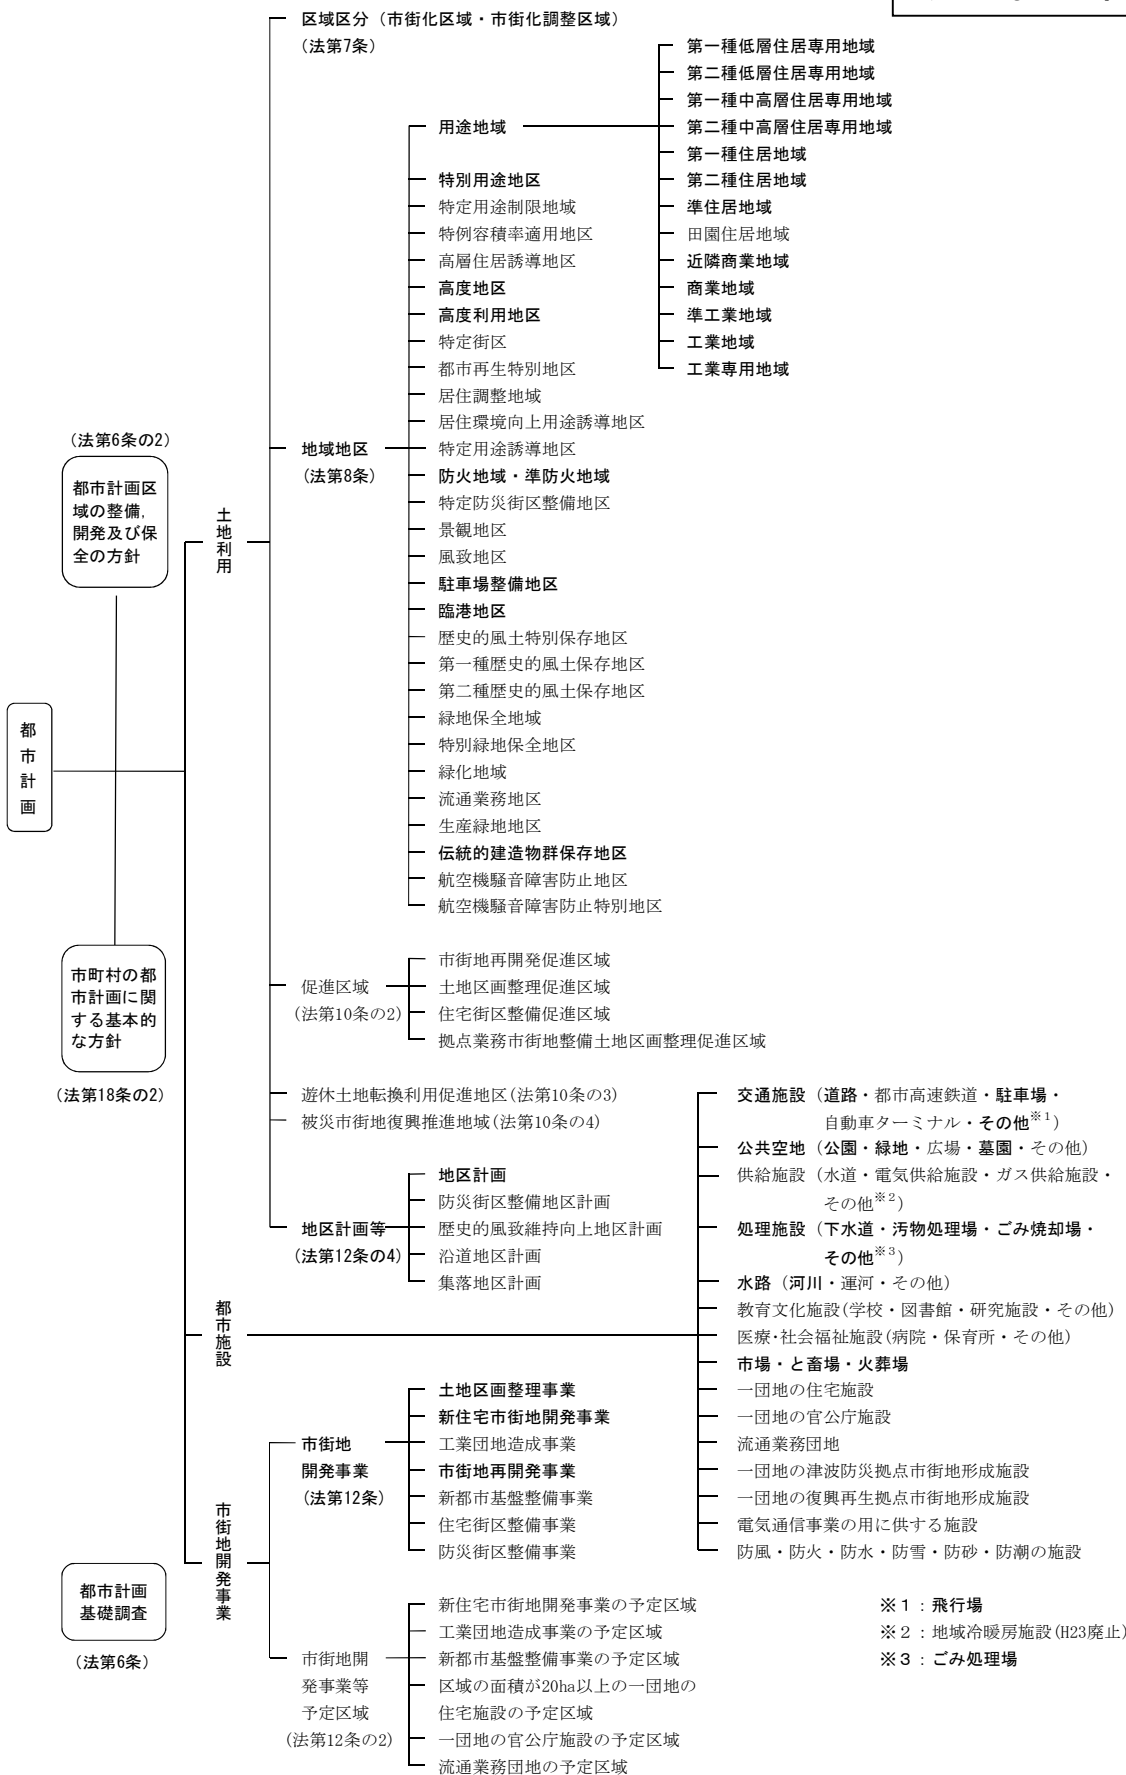 区域区分（市街化区域・市街化調整区域）
（法第7条）
第一種低層住居専用地域
第二種低層住居専用地域
第一種中高層住居専用地域
用途地域
第二種中高層住居専用地域
第一種住居地域
特別用途地区
第二種住居地域
特定用途制限地域
準住居地域
特例容積率適用地区
田園住居地域
高層住居誘導地区
近隣商業地域
高度地区
商業地域
高度利用地区
準工業地域
特定街区
工業地域
都市再生特別地区
工業専用地域
居住調整地域
居住環境向上用途誘導地区
地域地区
（法第8条）
特定用途誘導地区
防火地域・準防火地域
特定防災街区整備地区
景観地区
風致地区
駐車場整備地区
臨港地区
歴史的風土特別保存地区
第一種歴史的風土保存地区
第二種歴史的風土保存地区
緑地保全地域
特別緑地保全地区
緑化地域
流通業務地区
生産緑地地区
伝統的建造物群保存地区
航空機騒音障害防止地区
航空機騒音障害防止特別地区
（法第6条の2）
都市計画区
域の整備,
開発及び保
全の方針
土地利用
都市計画
市町村の都
市計画に関
する基本的
な方針
（法第18条の2）
促進区域
（法第10条の2）
市街地再開発促進区域
土地区画整理促進区域
住宅街区整備促進区域
拠点業務市街地整備土地区画整理促進区域
遊休土地転換利用促進地区(法第10条の3)
被災市街地復興推進地域(法第10条の4)
地区計画等
（法第12条の4）
地区計画
防災街区整備地区計画
歴史的風致維持向上地区計画
沿道地区計画
集落地区計画
都市施設
交通施設（道路・都市高速鉄道・駐車場・
自動車ターミナル・その他※1）
公共空地（公園・緑地・広場・墓園・その他）
供給施設（水道・電気供給施設・ガス供給施設・
その他※2）
処理施設（下水道・汚物処理場・ごみ焼却場・
その他※3）
水路（河川・運河・その他）
教育文化施設(学校・図書館・研究施設・その他)
医療・社会福祉施設(病院・保育所・その他)
市場・と畜場・火葬場
一団地の住宅施設
一団地の官公庁施設
流通業務団地
一団地の津波防災拠点市街地形成施設
一団地の復興再生拠点市街地形成施設
電気通信事業の用に供する施設
防風・防火・防水・防雪・防砂・防潮の施設
市街地開発事業
市街地
開発事業
（法第12条）
土地区画整理事業
新住宅市街地開発事業
工業団地造成事業
市街地再開発事業
新都市基盤整備事業
住宅街区整備事業
防災街区整備事業
都市計画
基礎調査
（法第6条）
市街地開
発事業等
予定区域
（法第12条の2）
新住宅市街地開発事業の予定区域
工業団地造成事業の予定区域
新都市基盤整備事業の予定区域
区域の面積が20ha以上の一団地の
住宅施設の予定区域
一団地の官公庁施設の予定区域
流通業務団地の予定区域
※1：飛行場
※2：地域冷暖房施設(H23廃止)
※3：ごみ処理場